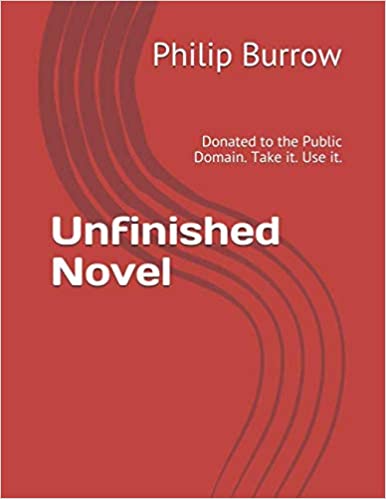 Philip Burrow
Donated to the Public
Domain. Take it. Use it.
Unfinished
Novel